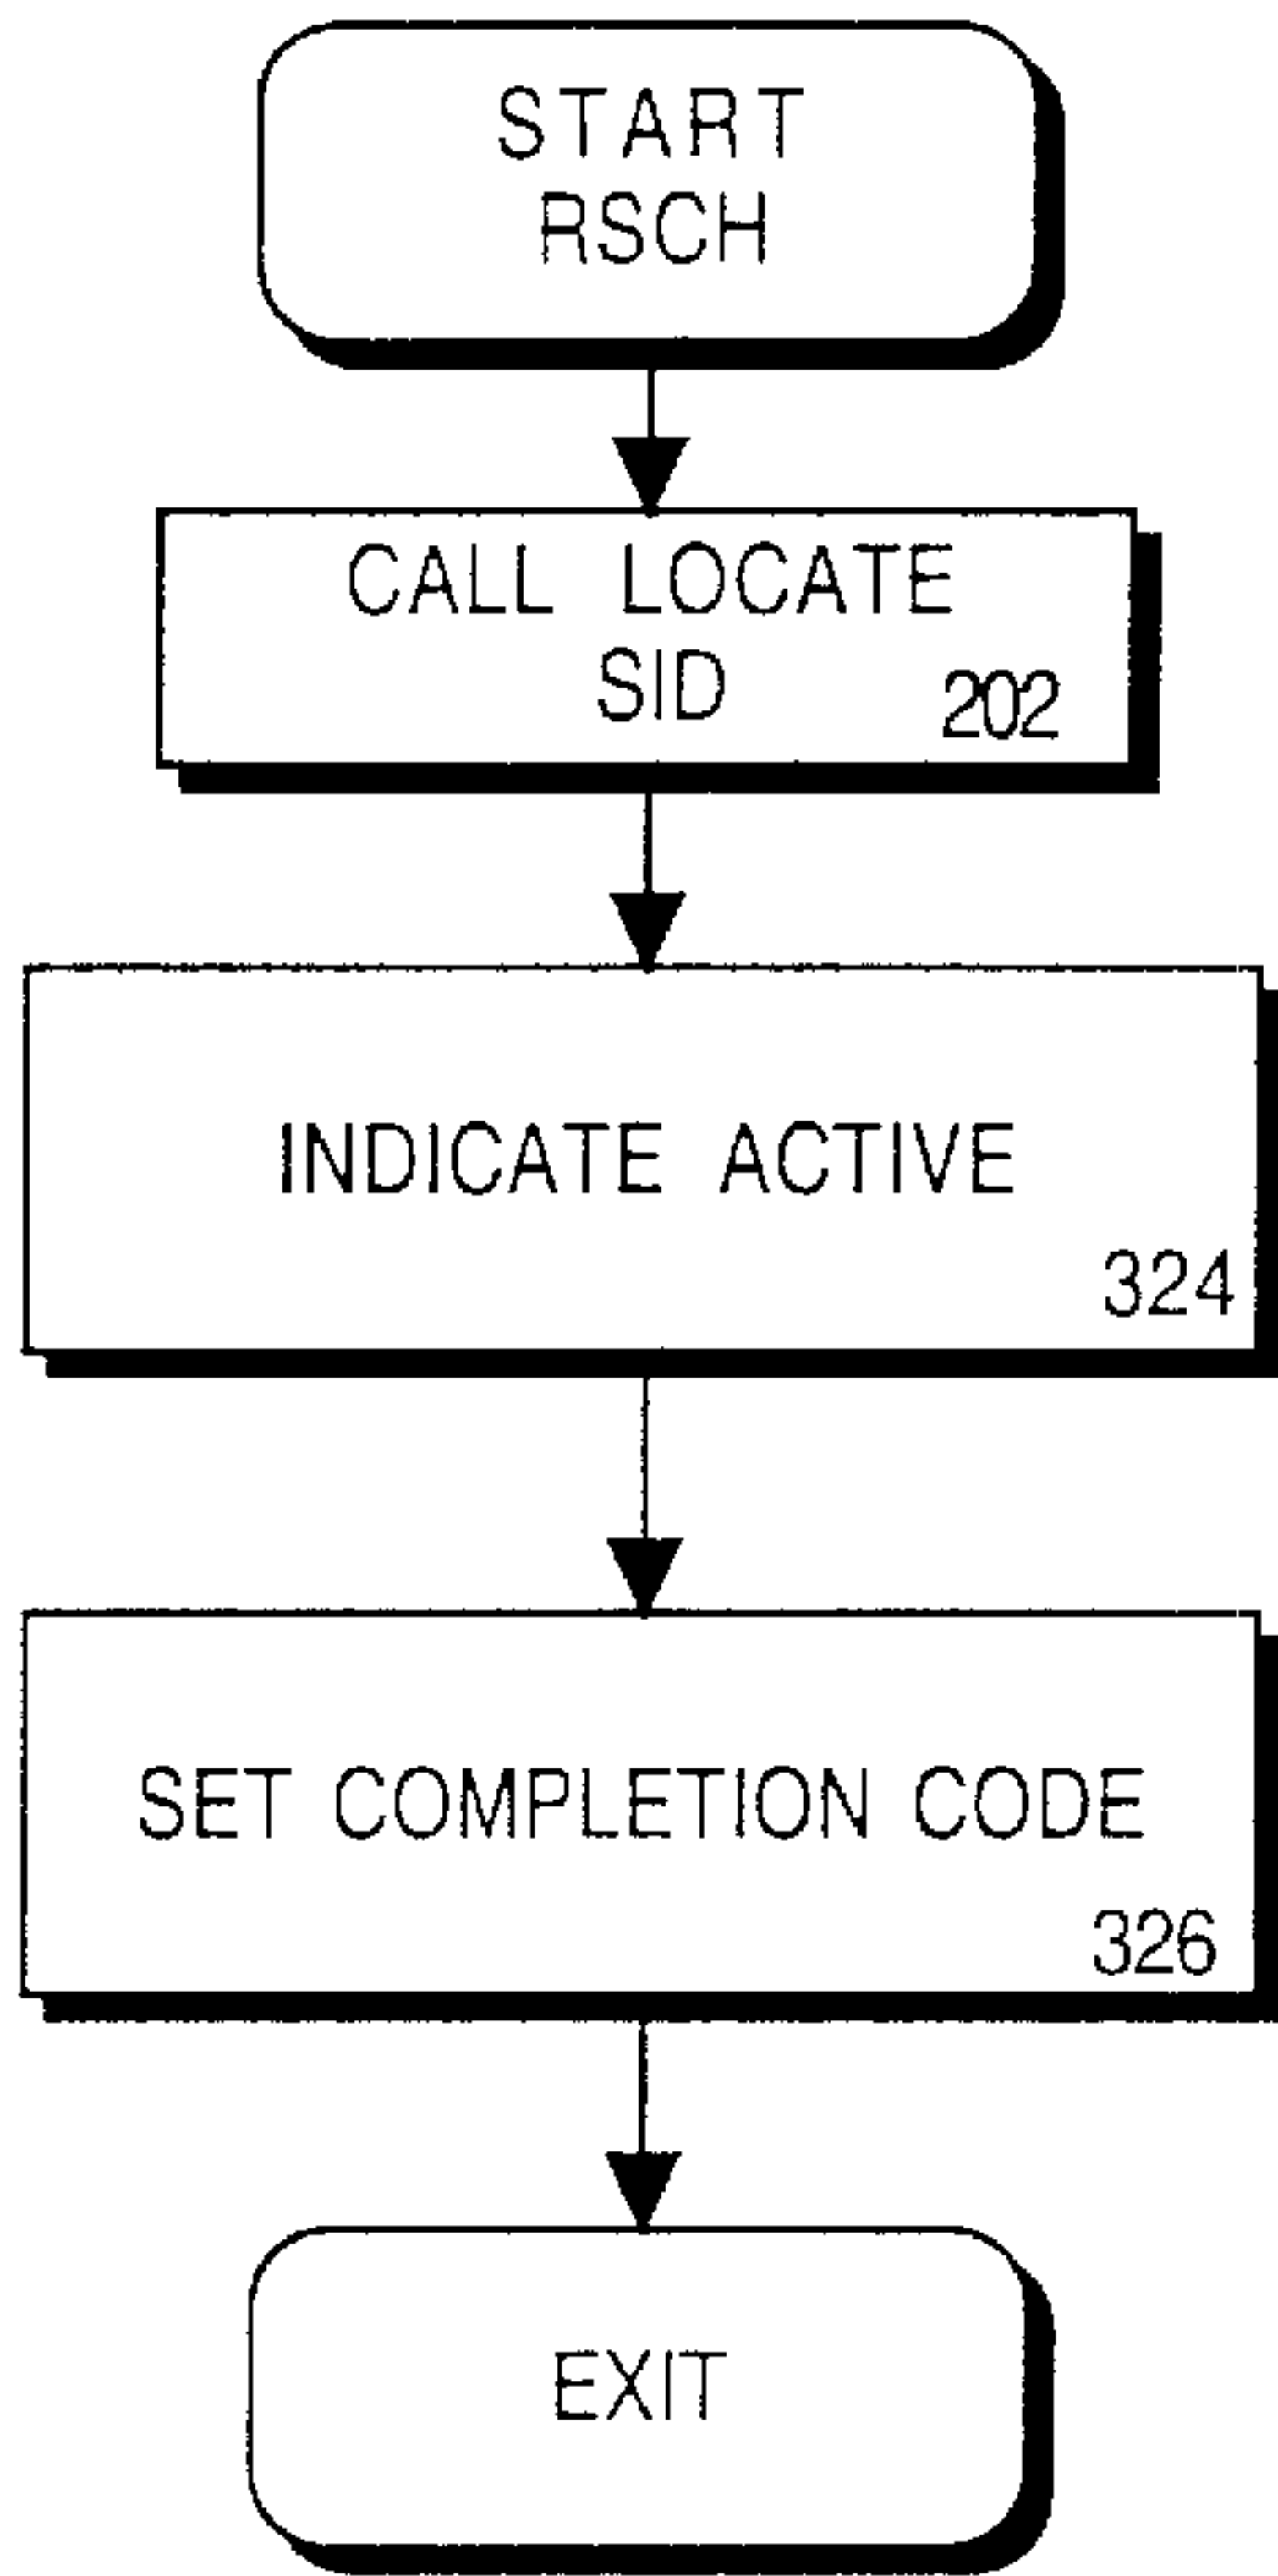 START
RSCH
CALL LOCATE
SID
202
INDICATE ACTIVE
324
SET COMPLETION CODE
326
EXIT